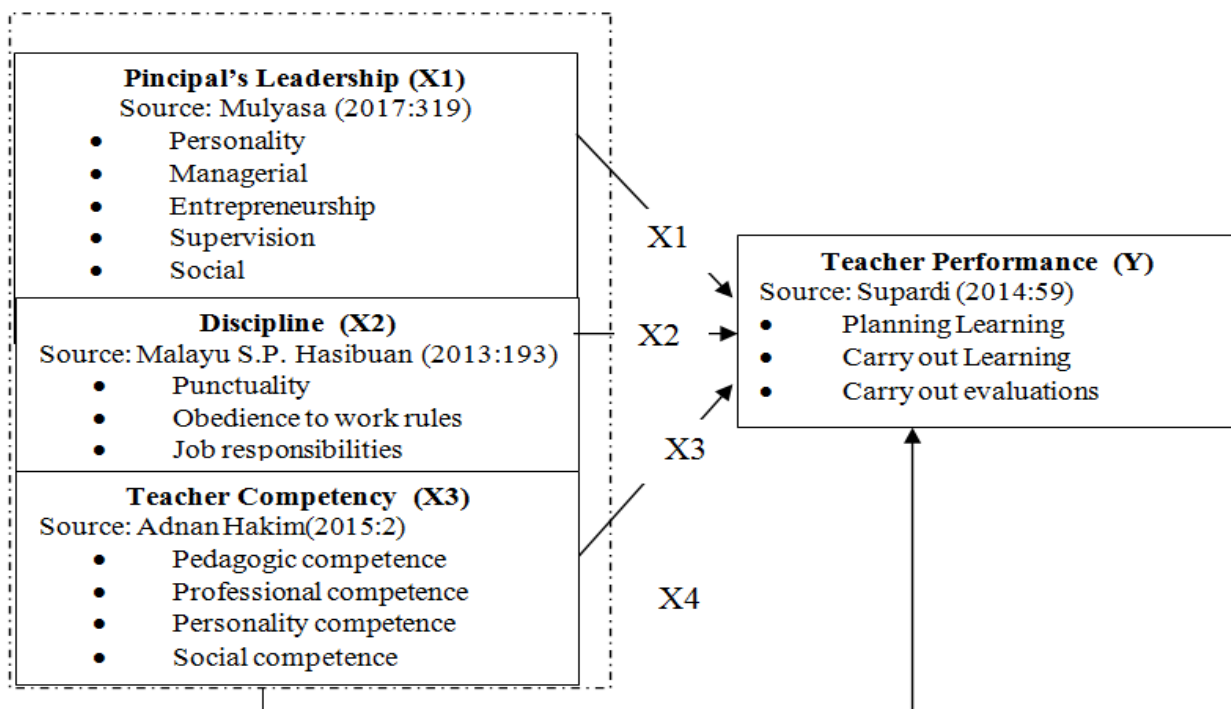 Pincipal's Leadership (X1)
Source: Mulyasa (2017:319)
• Personality
• Managerial
• Entrepreneurship
• Supervision
• Social
Discipline (X2)
Source: Malayu S.P. Hasibuan (2013:193)
• Punctuality
• Obedience to work rules
• Job responsibilities
Teacher Competency (X3)
Source: Adnan Hakim(2015:2)
• Pedagogic competence
• Professional competence
• Personality competence
• Social competence
X1
X2
X3
X4
Teacher Performance (Y)
Source: Supardi (2014:59)
• Planning Learning
• Carry out Learning
• Carry out evaluations